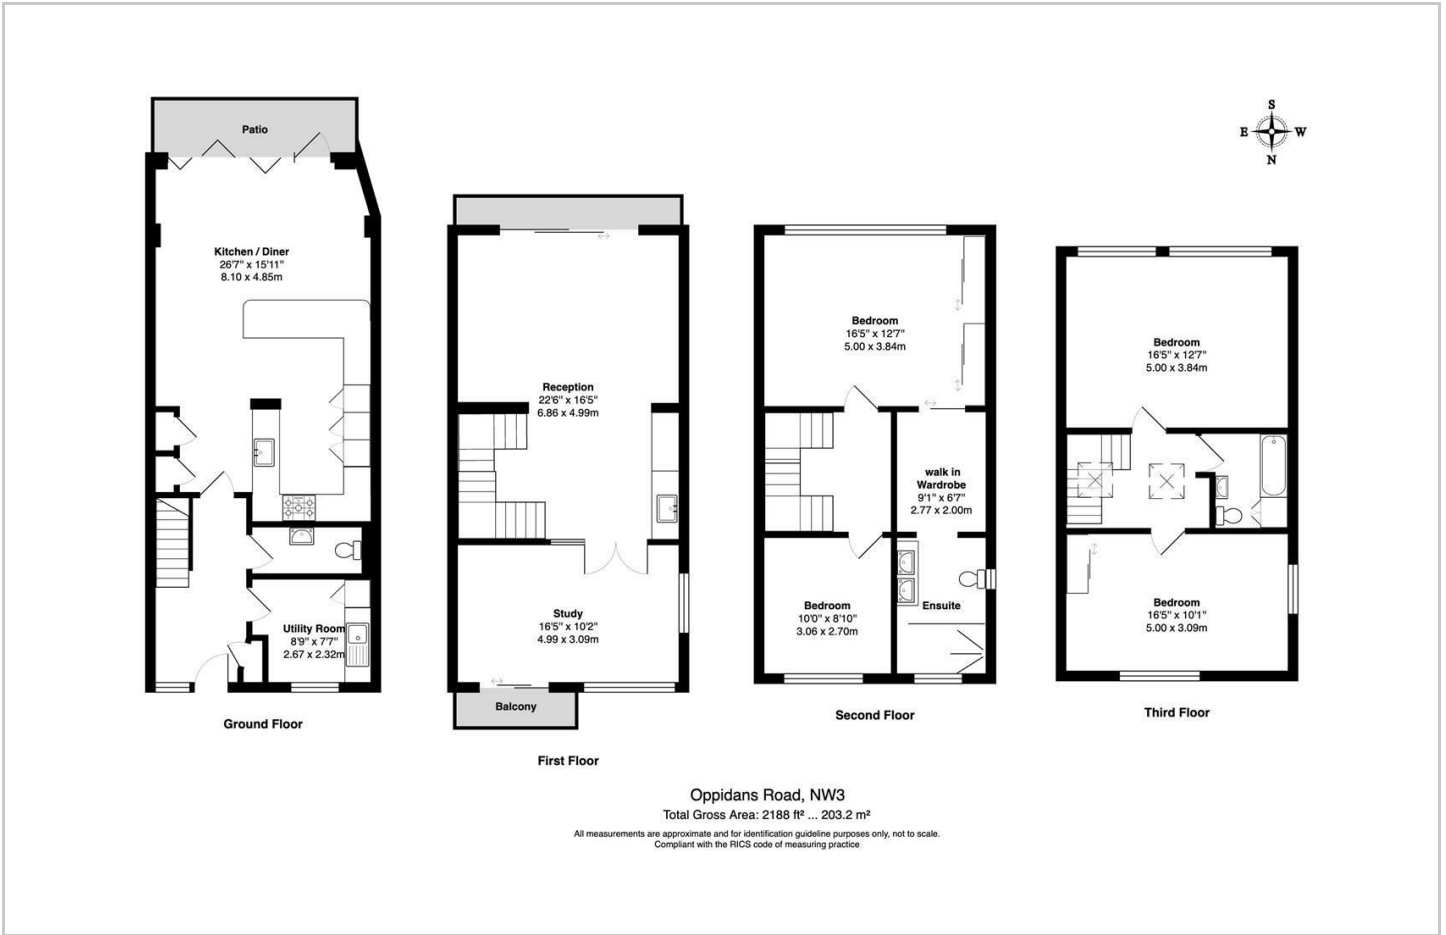 S
E W
N
Patio
Kitchen / Diner
26'7" x 15'11"
8.10 x 4.85m
Utility Room
8'9" x 7'7"
2.67 x 2.32m
Ground Floor
Reception
22'6" x 16'5"
6.86 x 4.99m
Study
16'5" x 10'2"
4.99 x 3.09m
Balcony
First Floor
Bedroom
16'5" x 12'7"
5.00 x 3.84m
walk in
Wardrobe
9'1" x 6'7"
2.77 x 2.00m
Bedroom
10'0" x 8'10"
3.06 x 2.70m
Ensuite
Second Floor
Bedroom
16'5" x 12'7"
5.00 x 3.84m
Bedroom
16'5" x 10'1"
5.00 x 3.09m
Third Floor
Oppidans Road, NW3
Total Gross Area: 2188 ft² ... 203.2 m²
All measurements are approximate and for identification guideline purposes only, not to scale.
Compliant with the RICS code of measuring practice